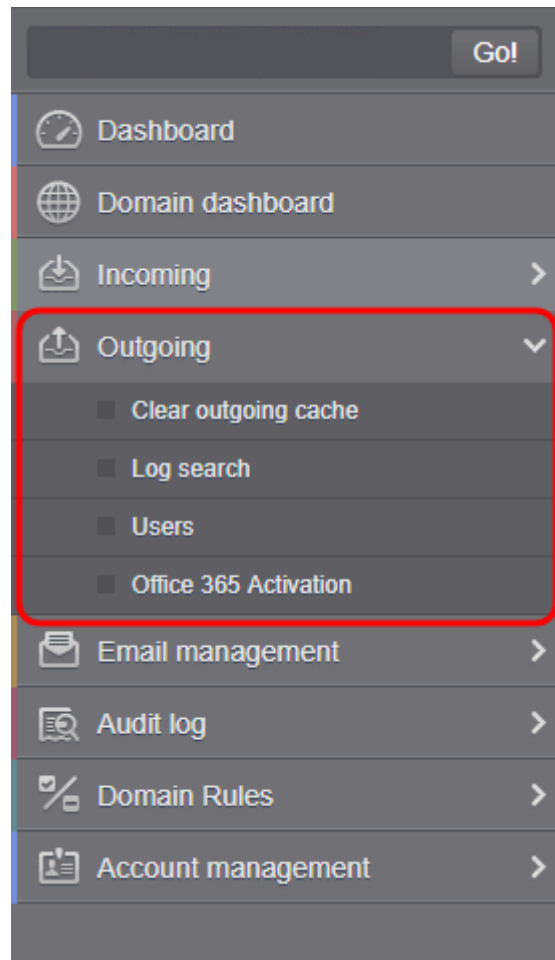 Go!
Dashboard
Domain dashboard
Incoming
Outgoing
Clear outgoing cache
Log search
Users
Office 365 Activation
Email management
Audit log
Domain Rules
Account management